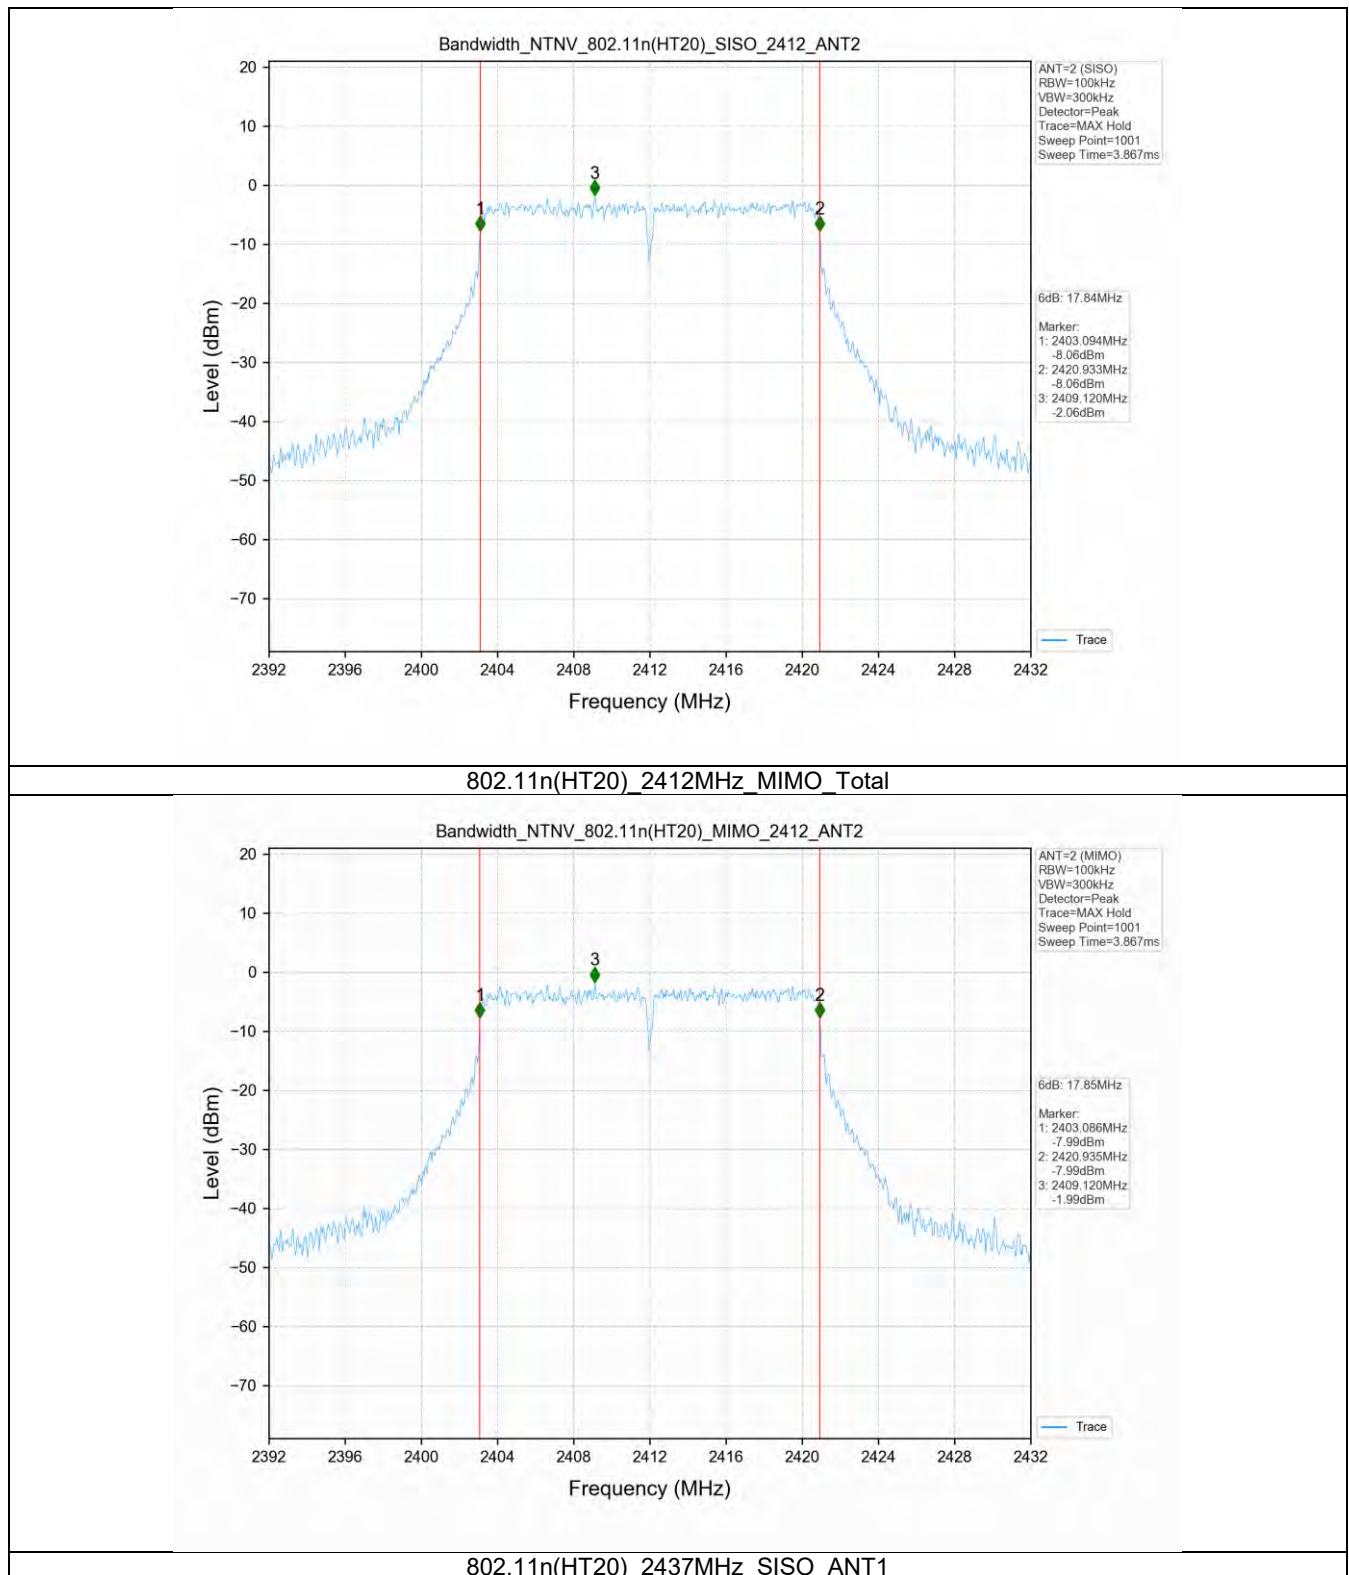 Bandwidth_NTNV_802.11n(HT20)_SISO_2412_ANT2
ANT=2 (SISO)
RBW=100kHz
VBW=300kHz
Detector=Peak
Trace=MAX Hold
Sweep Point=1001
Sweep Time=3.867ms
20
10
0
−10
−20
−30
−40
−50
−60
−70
Level (dBm)
1
3
2
6dB: 17.84MHz
Marker:
1: 2403.094MHz
-8.06dBm
2: 2420.933MHz
-8.06dBm
3: 2409.120MHz
-2.06dBm
Trace
2392 2396 2400 2404 2408 2412 2416 2420 2424 2428 2432
Frequency (MHz)
802.11n(HT20)_2412MHz_MIMO_Total
Bandwidth_NTNV_802.11n(HT20)_MIMO_2412_ANT2
ANT=2 (MIMO)
RBW=100kHz
VBW=300kHz
Detector=Peak
Trace=MAX Hold
Sweep Point=1001
Sweep Time=3.867ms
20
10
0
−10
−20
−30
−40
−50
−60
−70
Level (dBm)
1
3
2
6dB: 17.85MHz
Marker:
1: 2403.086MHz
-7.99dBm
2: 2420.935MHz
-7.99dBm
3: 2409.120MHz
-1.99dBm
Trace
2392 2396 2400 2404 2408 2412 2416 2420 2424 2428 2432
Frequency (MHz)
802.11n(HT20)_2437MHz_SISO_ANT1